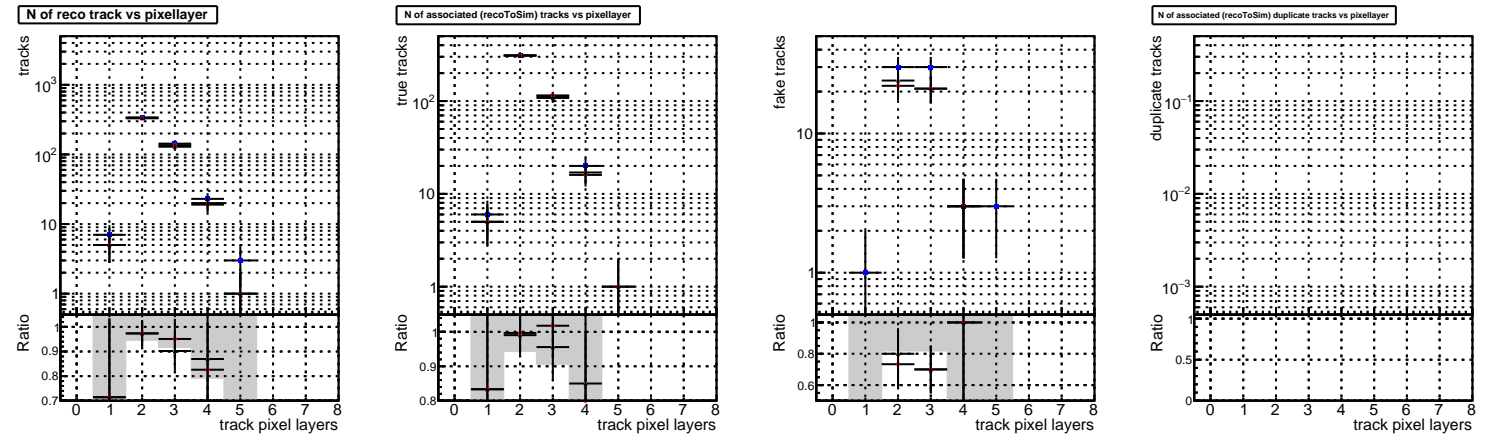 N of reco track vs pixellayer
tracks
10³
10²
10
1
Ratio
1
0.9
0.8
0.7
0 1 2 3 4 5 6 7 8
track pixel layers
N of associated (recoToSim) tracks vs pixellayer
true tracks
10²
10
1
Ratio
1
0.9
0.8
0 1 2 3 4 5 6 7 8
track pixel layers
fake tracks
10
1
Ratio
1
0.8
0.6
0 1 2 3 4 5 6 7 8
track pixel layers
N of associated (recoToSim) duplicate tracks vs pixellayer
duplicate tracks
10⁻¹
10⁻²
10⁻³
Ratio
1
0.5
0
0 1 2 3 4 5 6 7 8
track pixel layers